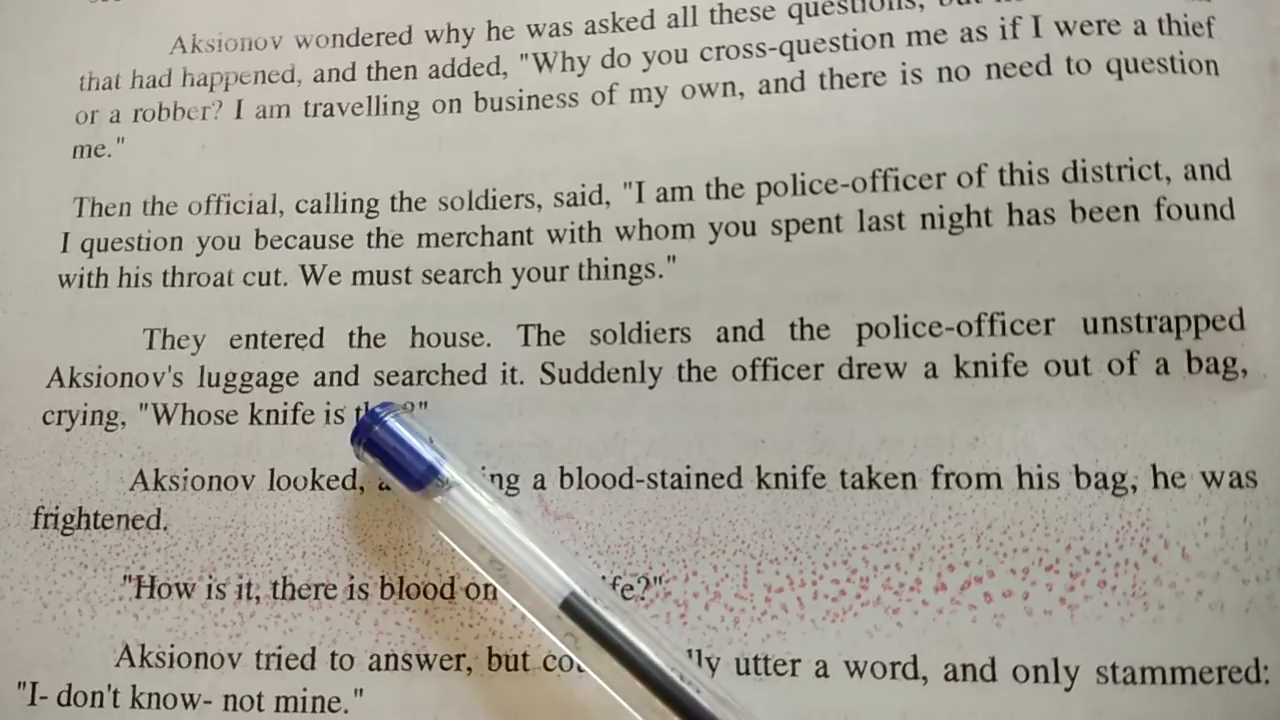 Aksionov wondered why he was asked all these questions,
that had happened, and then added, "Why do you cross-question me as if I were a thief
or a robber? I am travelling on business of my own, and there is no need to question
me."
Then the official, calling the soldiers, said, "I am the police-officer of this district, and
I question you because the merchant with whom you spent last night has been found
with his throat cut. We must search your things."
They entered the house. The soldiers and the police-officer unstrapped
Aksionov's luggage and searched it. Suddenly the officer drew a knife out of a bag,
crying, "Whose knife is
Aksionov looked, a blood-stained knife taken from his bag, he was
frightened.
"How is it, there is blood on
Aksionov tried to answer, but utter a word, and only stammered:
"I- don't know- not mine."